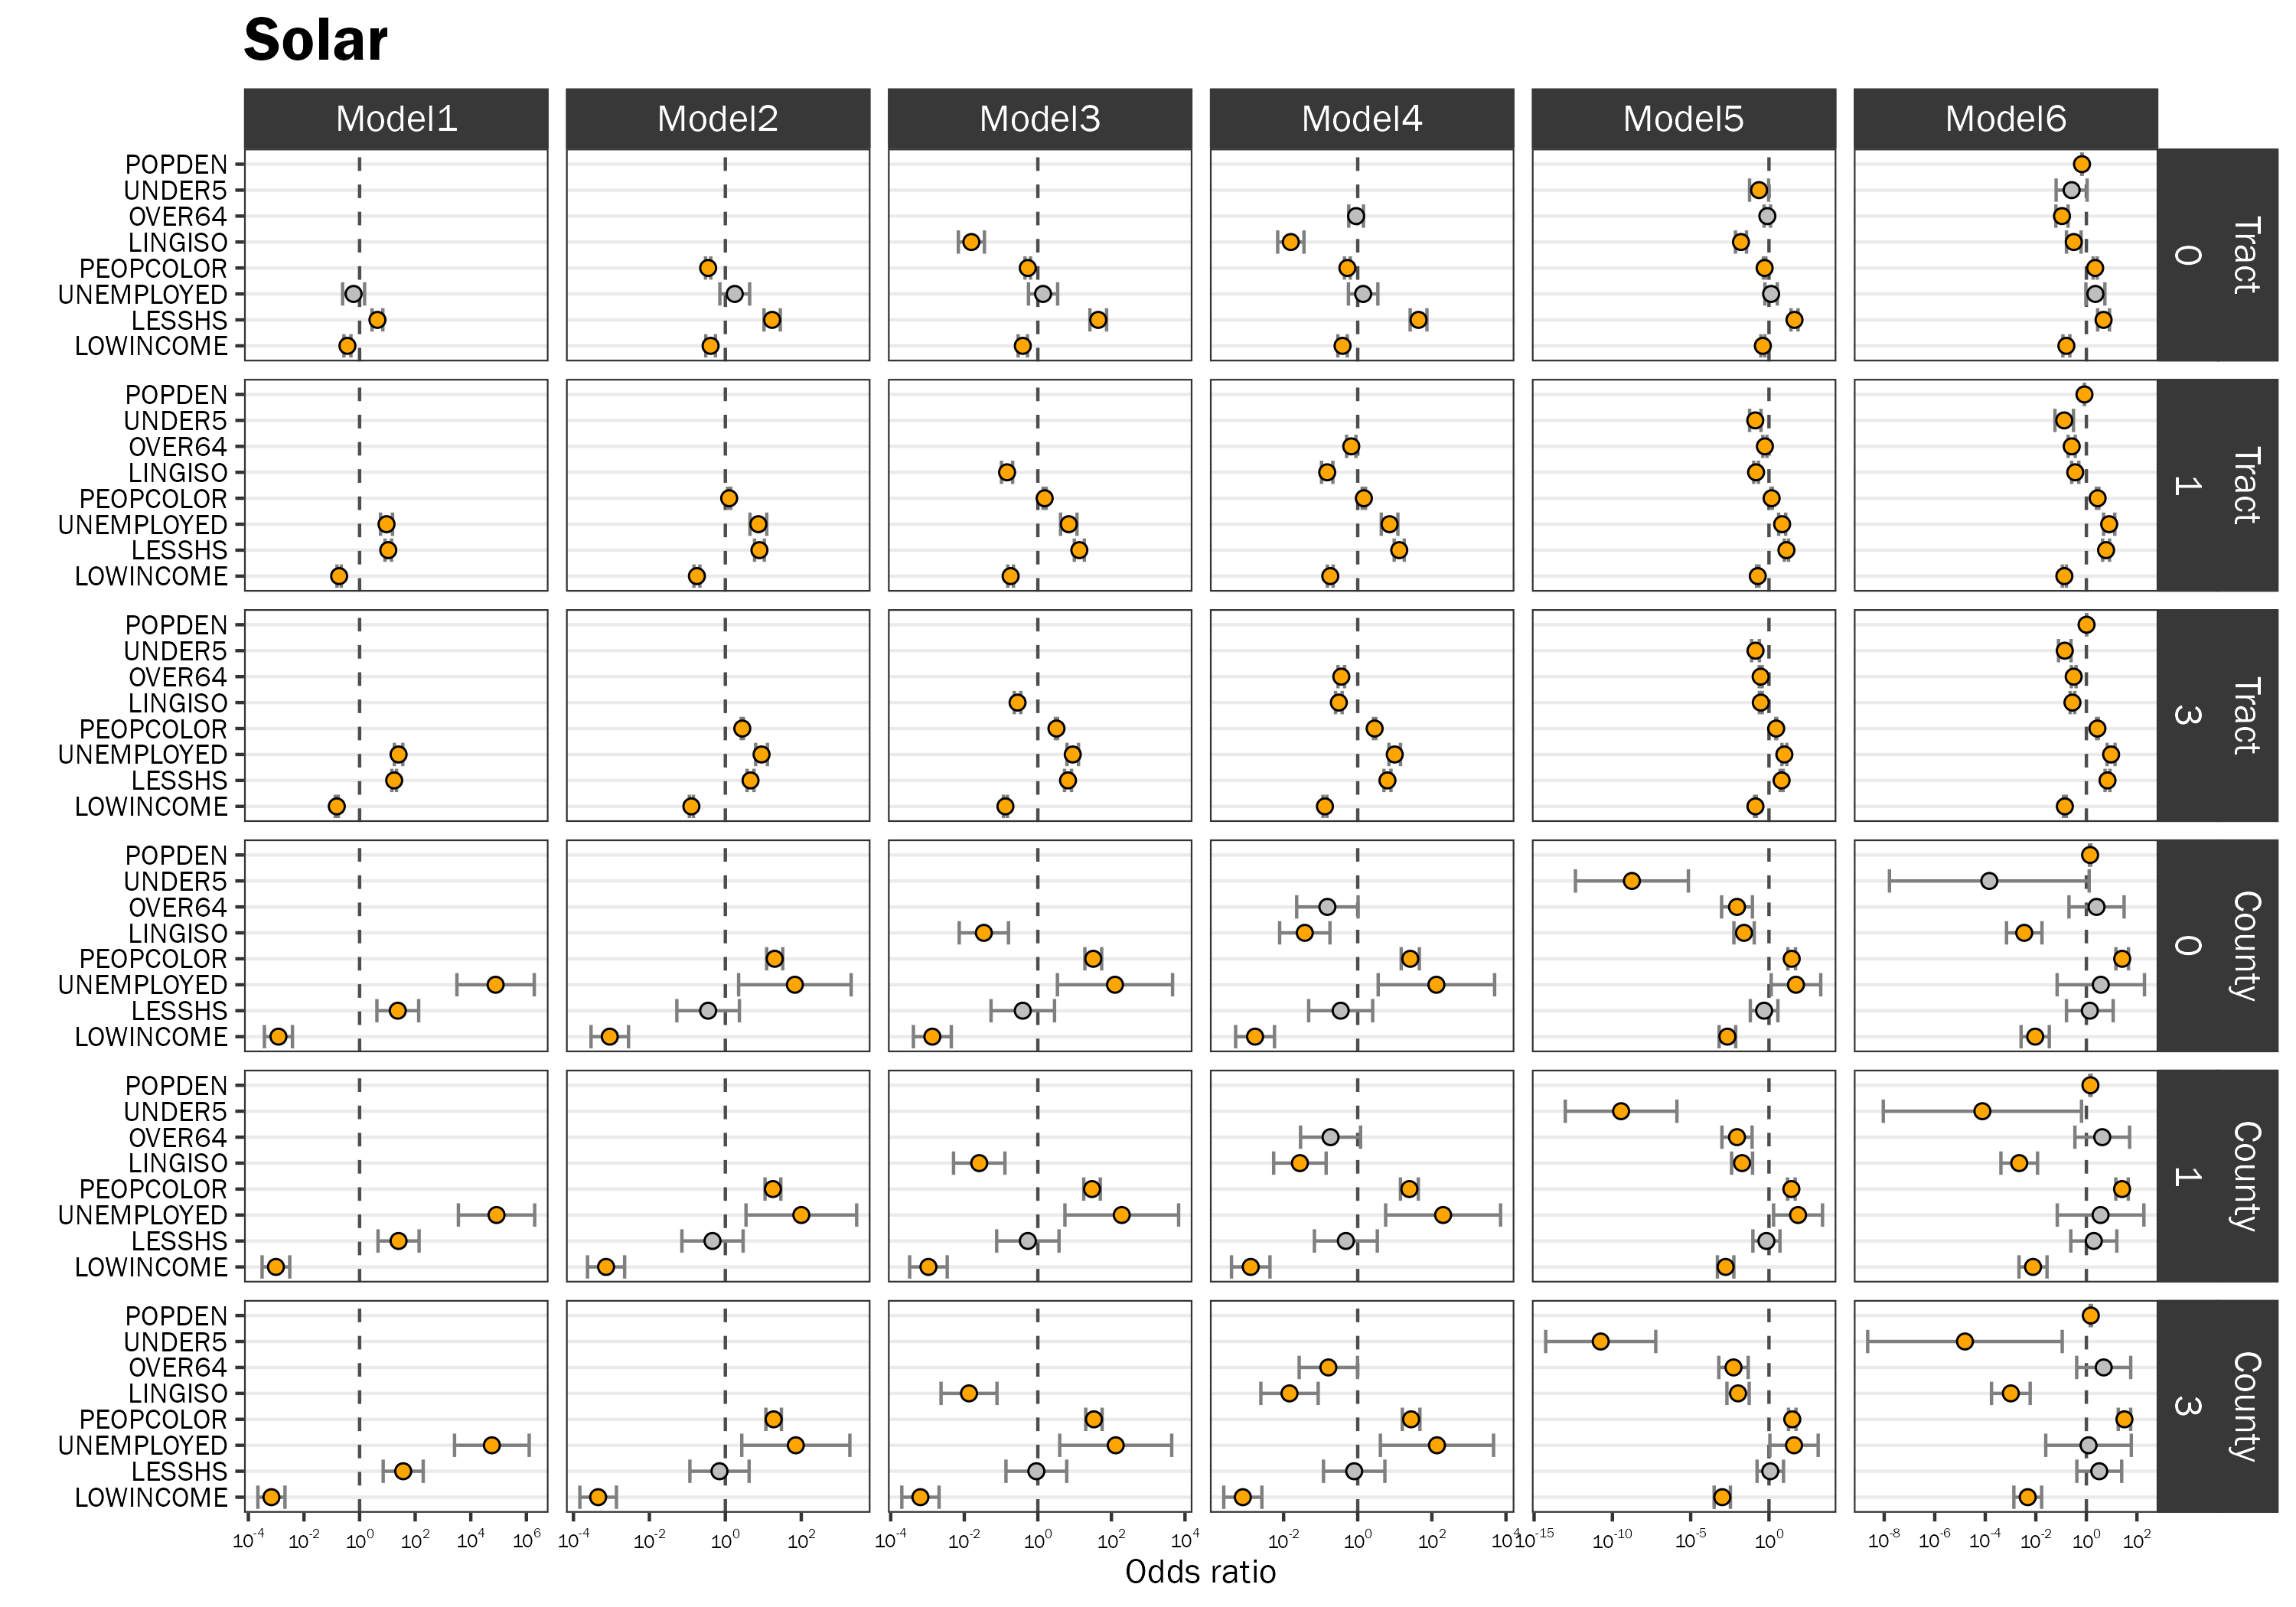 Solar
Model1 Model2 Model3 Model4 Model5 Model6
POPDEN
UNDER5
OVER64
LINGISO
PEOPCOLOR
UNEMPLOYED
LESSHS
LOWINCOME
Tract
0
POPDEN
UNDER5
OVER64
LINGISO
PEOPCOLOR
UNEMPLOYED
LESSHS
LOWINCOME
Tract
1
POPDEN
UNDER5
OVER64
LINGISO
PEOPCOLOR
UNEMPLOYED
LESSHS
LOWINCOME
Tract
3
POPDEN
UNDER5
OVER64
LINGISO
PEOPCOLOR
UNEMPLOYED
LESSHS
LOWINCOME
County
0
POPDEN
UNDER5
OVER64
LINGISO
PEOPCOLOR
UNEMPLOYED
LESSHS
LOWINCOME
County
1
POPDEN
UNDER5
OVER64
LINGISO
PEOPCOLOR
UNEMPLOYED
LESSHS
LOWINCOME
County
3
10⁻⁴ 10⁻² 10⁰ 10² 10⁴ 10⁶ 10⁻⁴ 10⁻² 10⁰ 10² 10⁻⁴ 10⁻² 10⁰ 10² 10⁴ 10⁻² 10⁰ 10² 10⁴ 10⁻¹⁵ 10⁻¹⁰ 10⁻⁵ 10⁰ 10⁻⁸ 10⁻⁶ 10⁻⁴ 10⁻² 10⁰ 10²
Odds ratio